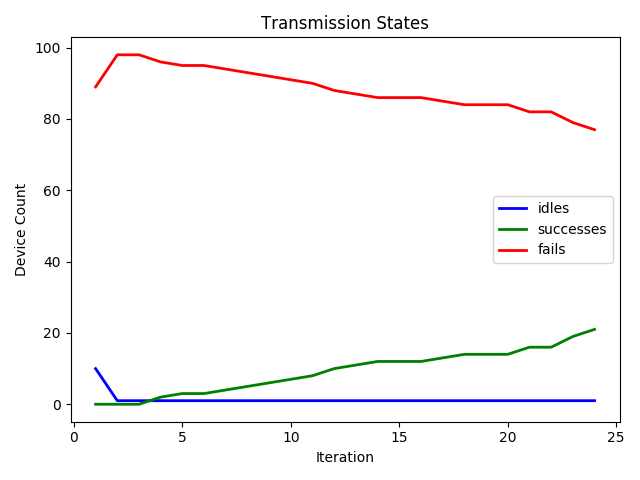 Transmission States
Device Count
100
80
60
40
20
0
idles
successes
fails
0 5 10 15 20 25
Iteration